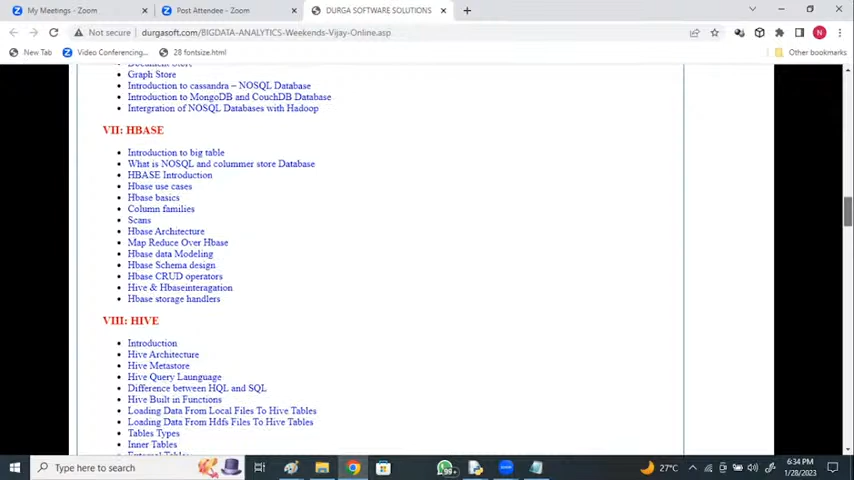 My Meetings - Zoom
Post Attendee - Zoom
DURGA SOFTWARE SOLUTIONS
Not secure
durgasoft.com/BIGDATA-ANALYTICS-Weekends-Vijay-Online.asp
N
New Tab
Video Conferencing,...
28 fontsize.html
Other bookmarks
Document Store
Graph Store
Introduction to cassandra – NOSQL Database
Introduction to MongoDB and CouchDB Database
Intergration of NOSQL Databases with Hadoop
VII: HBASE
Introduction to big table
What is NOSQL and colummer store Database
HBASE Introduction
Hbase use cases
Hbase basics
Column families
Scans
Hbase Architecture
Map Reduce Over Hbase
Hbase data Modeling
Hbase Schema design
Hbase CRUD operators
Hive & Hbaseinteragation
Hbase storage handlers
VIII: HIVE
Introduction
Hive Architecture
Hive Metastore
Hive Query Launguage
Difference between HQL and SQL
Hive Built in Functions
Loading Data From Local Files To Hive Tables
Loading Data From Hdfs Files To Hive Tables
Tables Types
Inner Tables
External Tables
Type here to search
99+
27°C
6:34 PM
1/28/2023